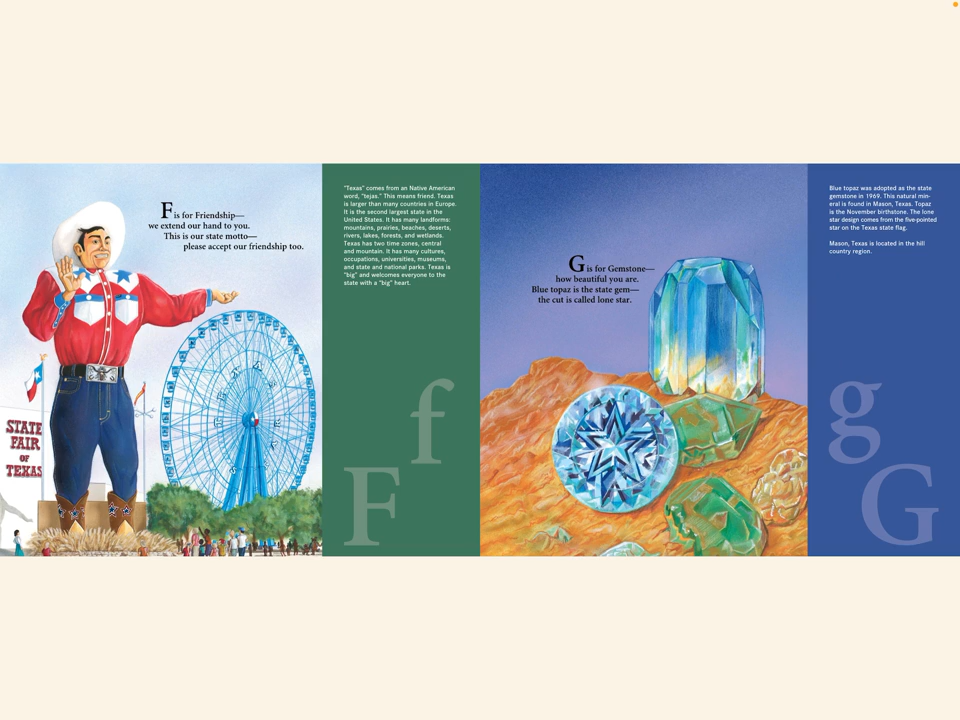 F is for Friendship—
we extend our hand to you.
This is our state motto—
please accept our friendship too.
STATE
FAIR
OF
TEXAS
"Texas" comes from an Native American
word, "tejas." This means friend. Texas
is larger than many countries in Europe.
It is the second largest state in the
United States. It has many landforms:
mountains, prairies, beaches, deserts,
rivers, lakes, forests, and wetlands.
Texas has two time zones, central
and mountain. It has many cultures,
occupations, universities, museums,
and state and national parks. Texas is
"big" and welcomes everyone to the
state with a "big" heart.
f
F
G is for Gemstone—
how beautiful you are.
Blue topaz is the state gem—
the cut is called lone star.
Blue topaz was adopted as the state
gemstone in 1969. This natural min-
eral is found in Mason, Texas. Topaz
is the November birthstone. The lone
star design comes from the five-pointed
star on the Texas state flag.
Mason, Texas is located in the hill
country region.
g
G